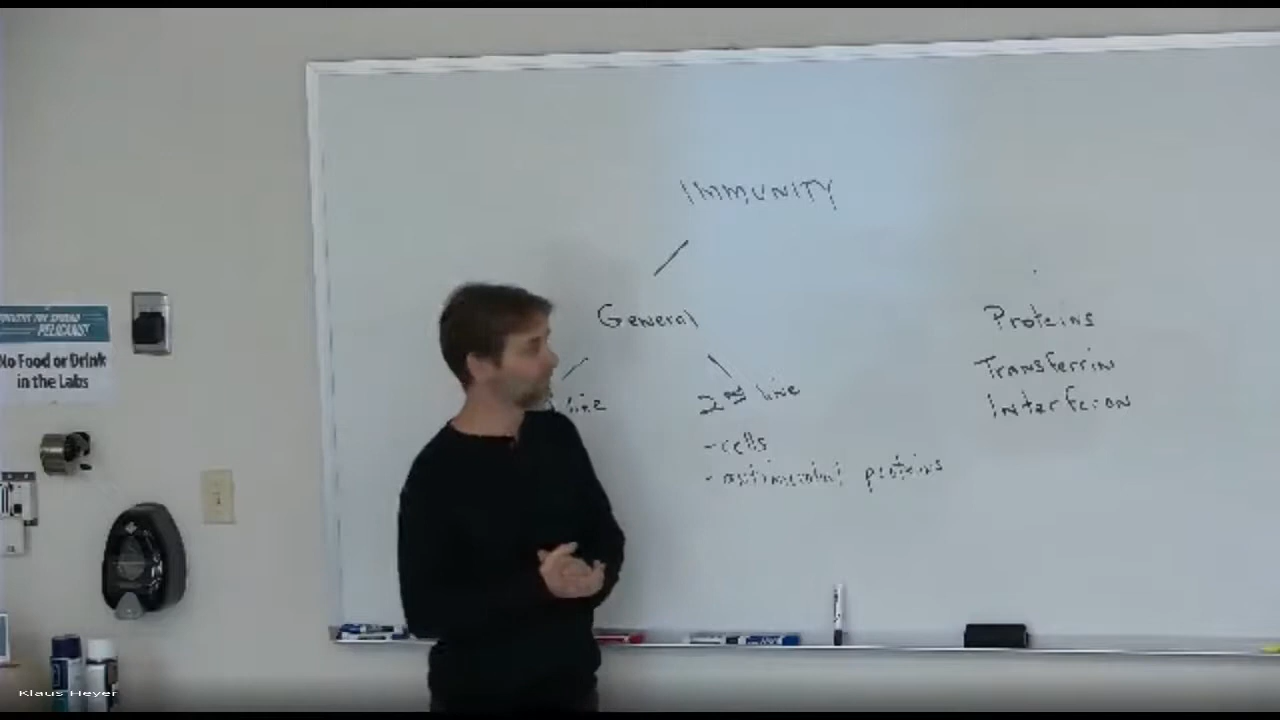 IMMUNITY
General
line
2nd line
-cells
-antimicrobial proteins
Proteins
Transferrin
Interferon
PELICANS!
No Food or Drink
in the Labs
Klaus Heyer